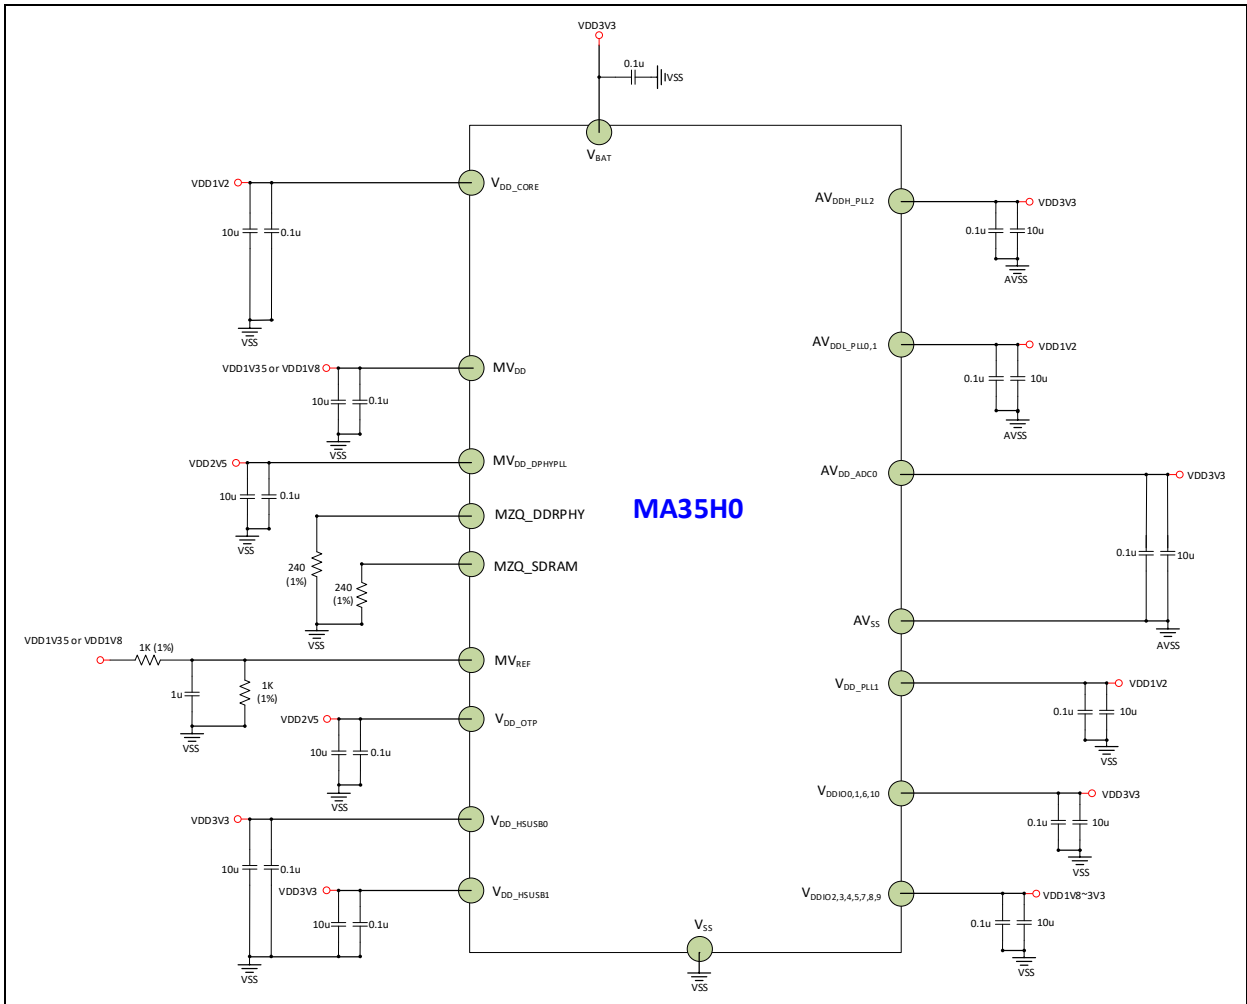 VDD3V3
0.1u
IVSS
VBAT
VDD1V2
VDD_CORE
10u
0.1u
VSS
AVDDH_PLL2
VDD3V3
0.1u
10u
AVSS
VDD1V35 or VDD1V8
MVDD
10u
0.1u
VSS
AVDDL_PLL0,1
VDD1V2
0.1u
10u
AVSS
VDD2V5
MVDD_DPHYPLL
10u
0.1u
VSS
AVDD_ADC0
VDD3V3
0.1u
10u
MZQ_DDRPHY
MA35H0
240
(1%)
MZQ_SDRAM
240
(1%)
VSS
AVSS
AVSS
VDD1V35 or VDD1V8
1K (1%)
MVREF
1u
1K
(1%)
VSS
VDD_PLL1
VDD1V2
0.1u
10u
VSS
VDD2V5
VDD_OTP
10u
0.1u
VSS
VDDIO0,1,6,10
VDD3V3
0.1u
10u
VSS
VDD3V3
VDD_HSUSB0
10u
0.1u
VDD3V3
VDD_HSUSB1
10u
0.1u
VSS
VDDIO2,3,4,5,7,8,9
VDD1V8~3V3
0.1u
10u
VSS
VSS
VSS